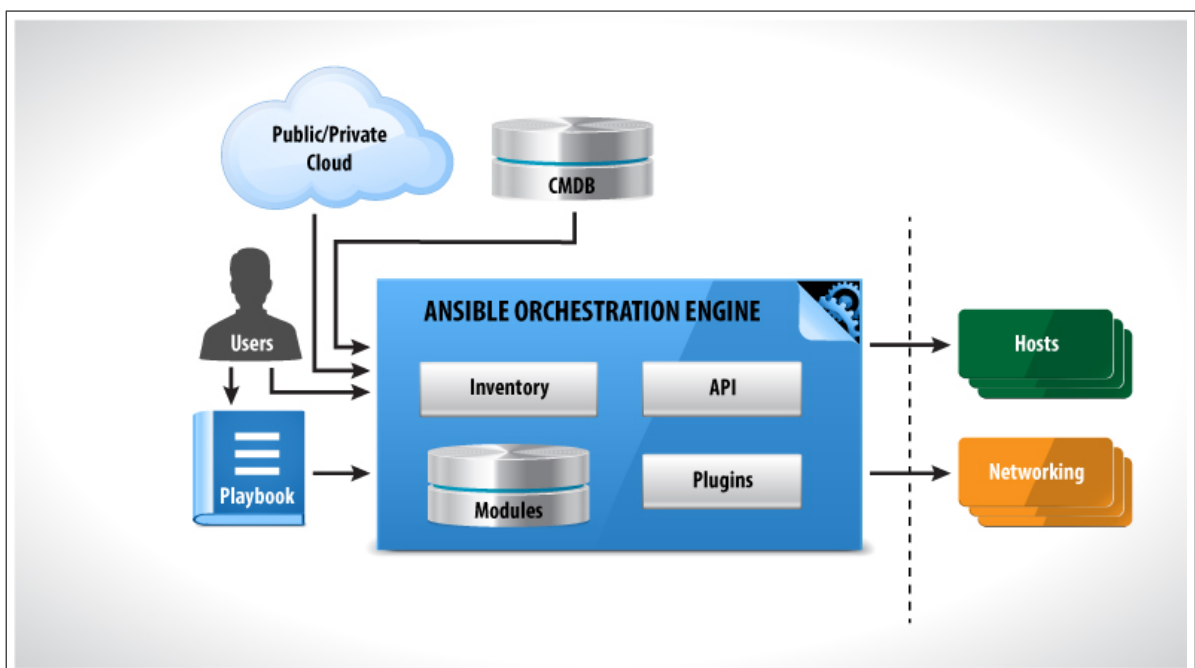 Public/Private
Cloud
CMDB
Users
ANSIBLE ORCHESTRATION ENGINE
Inventory
API
Hosts
Playbook
Modules
Plugins
Networking